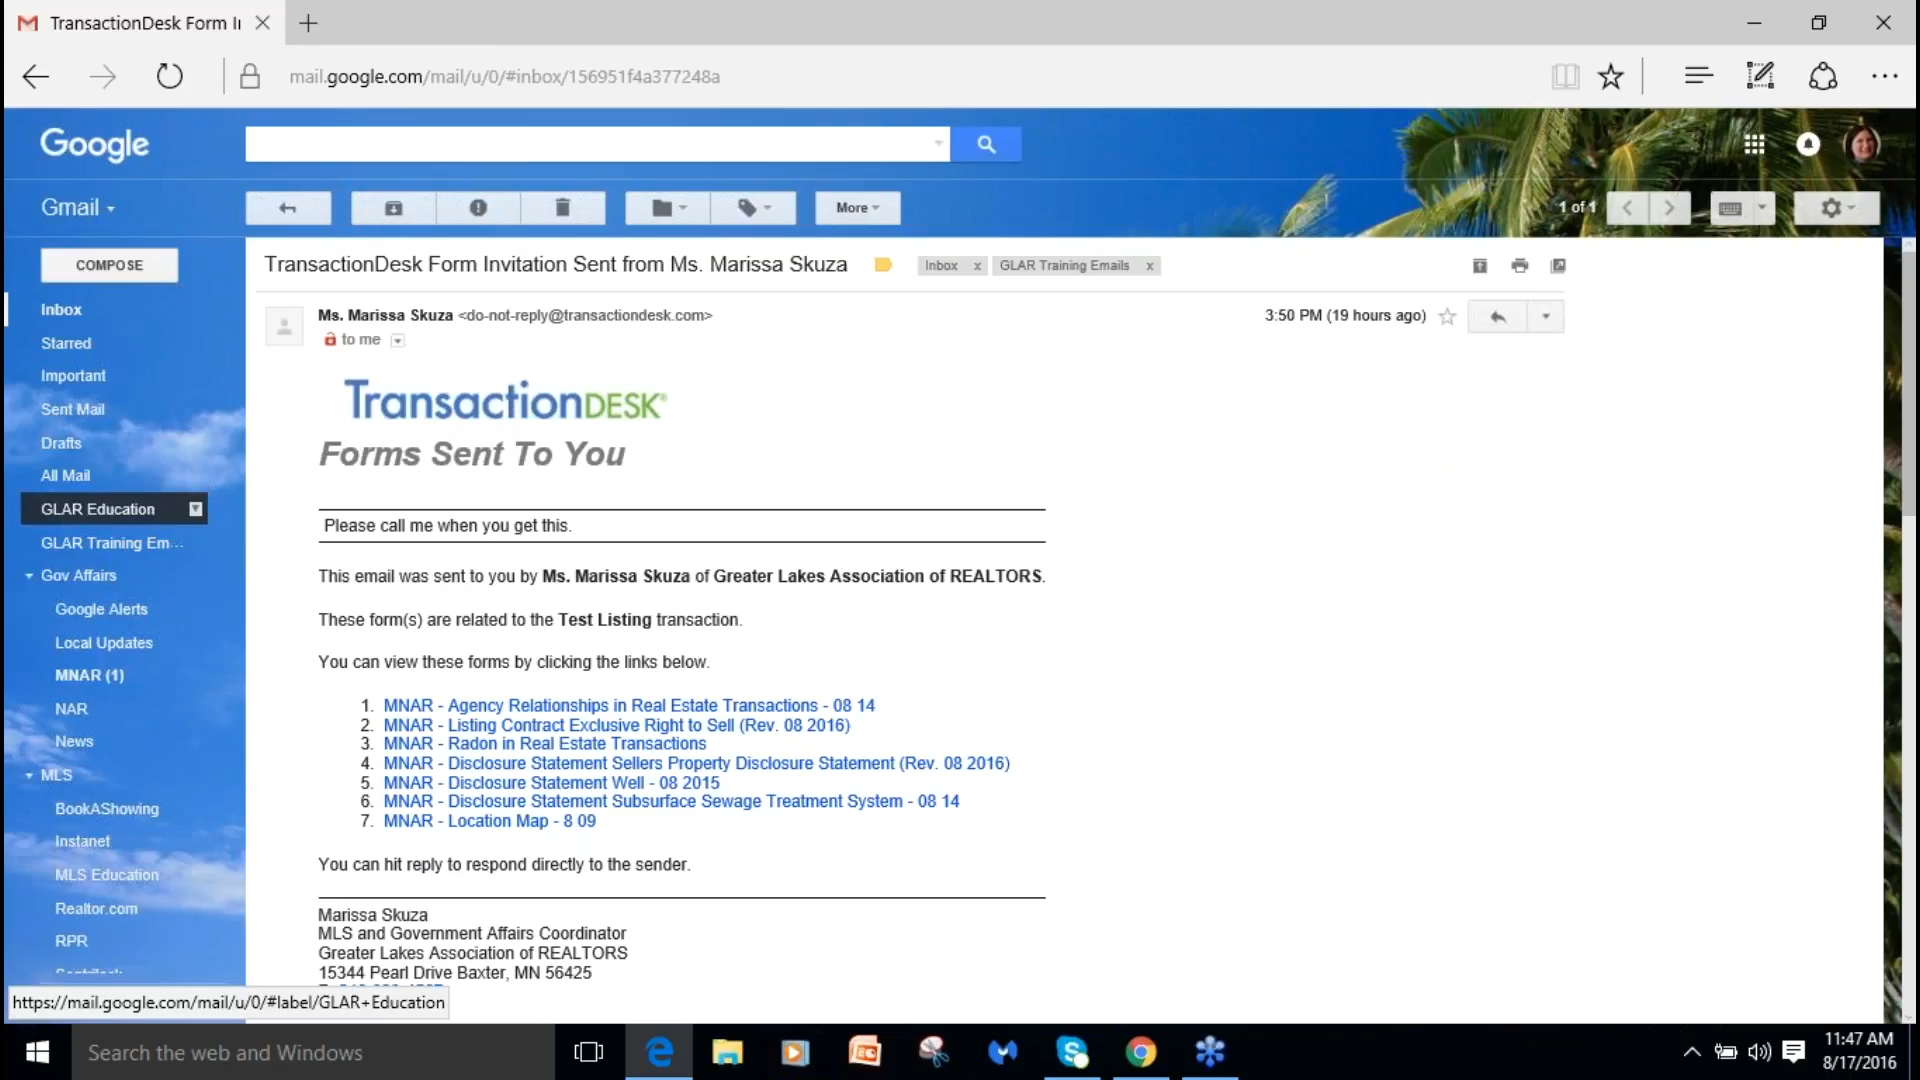 TransactionDesk Form I
mail.google.com/mail/u/0/#inbox/156951f4a377248a
Google
Gmail
More
1 of 1
COMPOSE
TransactionDesk Form Invitation Sent from Ms. Marissa Skuza
Inbox x
GLAR Training Emails x
Inbox
Starred
Important
Sent Mail
Drafts
All Mail
GLAR Education
GLAR Training Em...
Gov Affairs
Google Alerts
Local Updates
MNAR (1)
NAR
News
MLS
BookAShowing
Instanet
MLS Education
Realtor.com
RPR
Ms. Marissa Skuza <do-not-reply@transactiondesk.com>
3:50 PM (19 hours ago)
to me
TransactionDESK®
Forms Sent To You
Please call me when you get this.
This email was sent to you by Ms. Marissa Skuza of Greater Lakes Association of REALTORS.
These form(s) are related to the Test Listing transaction.
You can view these forms by clicking the links below.
1. MNAR - Agency Relationships in Real Estate Transactions - 08 14
2. MNAR - Listing Contract Exclusive Right to Sell (Rev. 08 2016)
3. MNAR - Radon in Real Estate Transactions
4. MNAR - Disclosure Statement Sellers Property Disclosure Statement (Rev. 08 2016)
5. MNAR - Disclosure Statement Well - 08 2015
6. MNAR - Disclosure Statement Subsurface Sewage Treatment System - 08 14
7. MNAR - Location Map - 8 09
You can hit reply to respond directly to the sender.
Marissa Skuza
MLS and Government Affairs Coordinator
Greater Lakes Association of REALTORS
15344 Pearl Drive Baxter, MN 56425
https://mail.google.com/mail/u/0/#label/GLAR+Education
Search the web and Windows
11:47 AM
8/17/2016